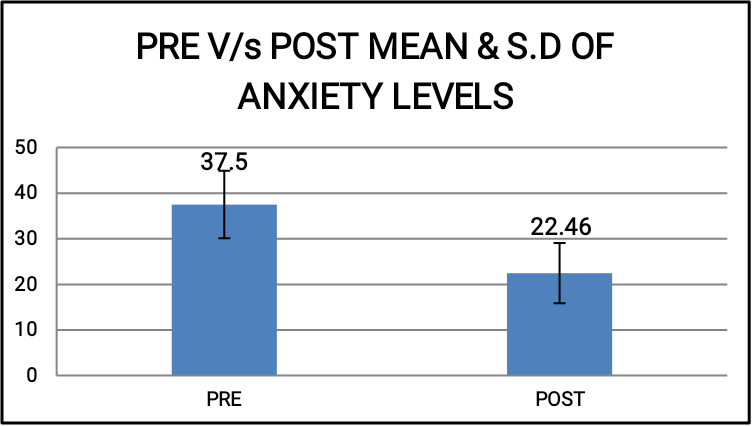 PRE V/s POST MEAN & S.D OF
ANXIETY LEVELS
50
40
30
20
10
0
37.5
22.46
PRE
POST